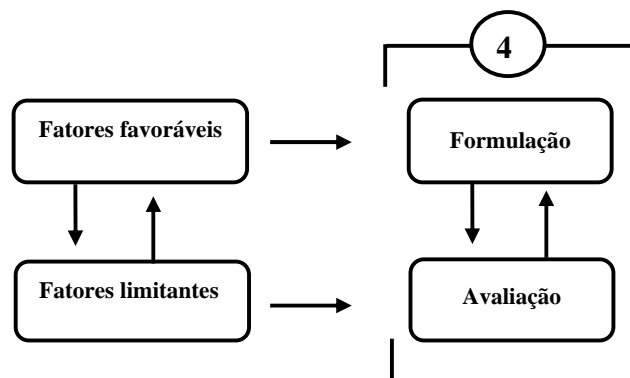 4
Fatores favoráveis
Formulação
Fatores limitantes
Avaliação